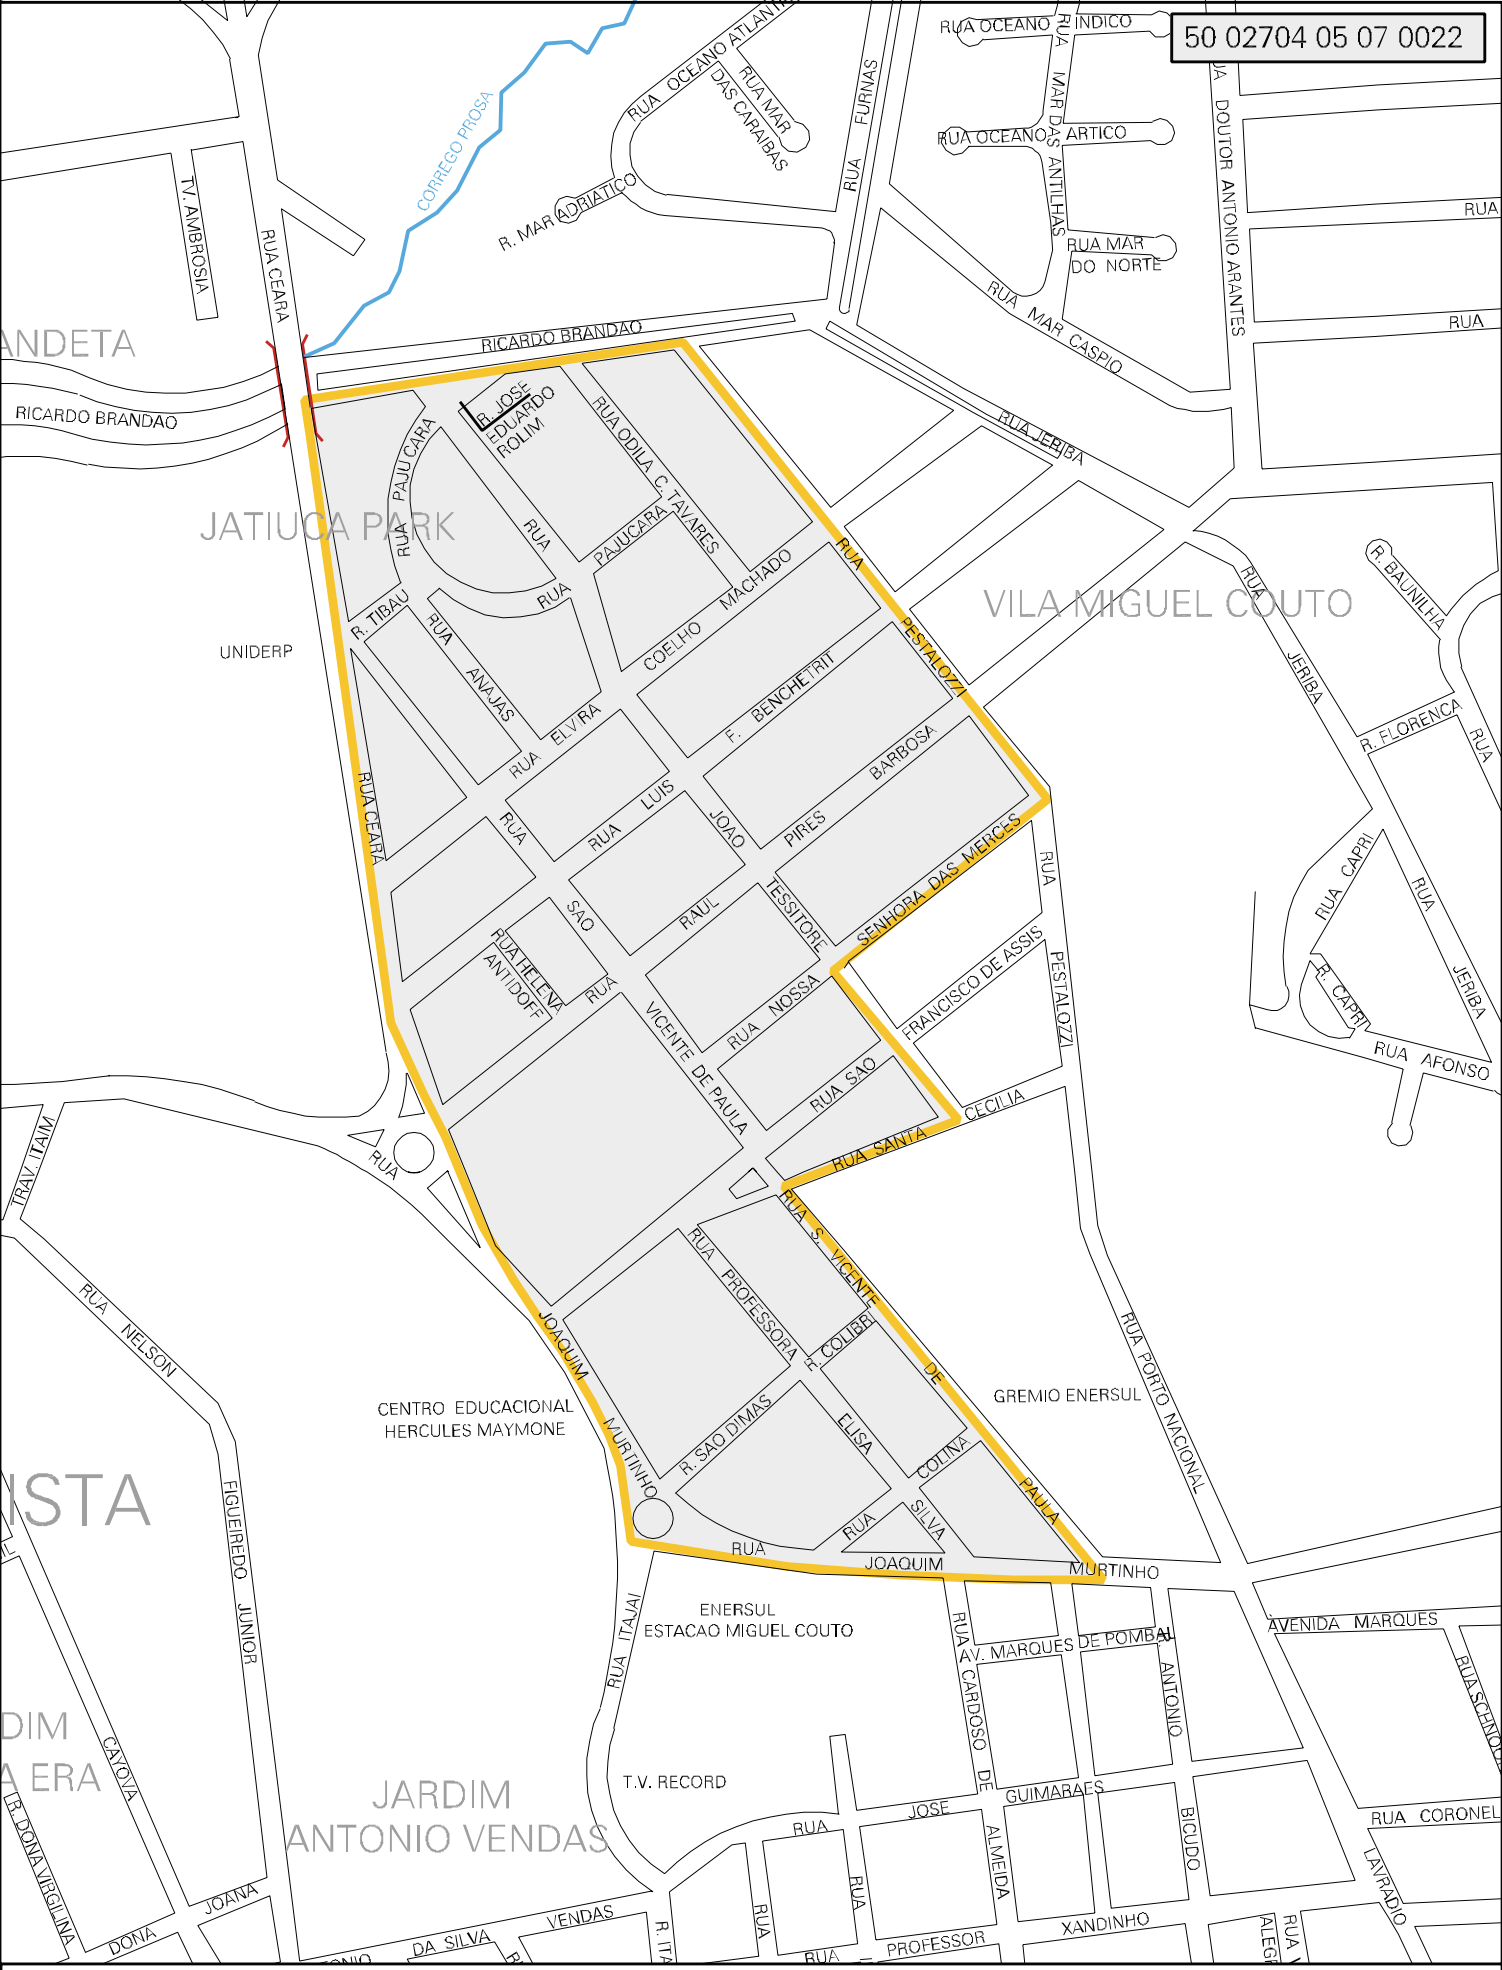 50 02704 05 07 0022
RUA OCEANO INDICO
RUA MAR DAS ANTILHAS
RUA OCEANO
RUA MAR
DAS CARAIBAS
RUA FURNAS
RUA OCEANO ARTICO
DOUTOR ANTONIO ARANTES
CORREGO PROSA
TV. AMBROSIA
R. MAR ADRIATICO
RUA
RUA CEARA
RUA MAR
DO NORTE
RUA MAR CASPIO
RUA
ANDETA
RICARDO BRANDAO
RICARDO BRANDAO
R. JOSE
EDUARDO
ROLIM
RUA ODILA C. TAVARES
RUA JERIBA
RUA PAJUCARA
JATIUCA PARK
RUA
PAJUCARA
RUA
RUA PESTALOZZI
COELHO MACHADO
R. TIBAU
RUA ANAJAS
VILA MIGUEL COUTO
R. BAUNILHA
RUA JERIBA
UNIDERP
F. BENCHETRIT
RUA ELVIRA
R. FLORENCA
RUA
RUA CEARA
RUA LUIS
JOAO TESSITORE
PIRES BARBOSA
RUA SAO VICENTE DE PAULA
RUA CAPRI
RUA JERIBA
RUA PESTALOZZI
SENHORA DAS MERCES
RAUL
RUA
RUA HELENA
ANTIDOFF
FRANCISCO DE ASSIS
RUA NOSSA
R. CAPRI
RUA AFONSO
RUA SAO
CECILIA
RUA SANTA
TRAV. ITAIM
RUA
RUA S. VICENTE DE PAULA
RUA PROFESSORA ELISA SILVA
RUA NELSON
JOAQUIM MURTINHO
R. COLIBRI
RUA PORTO NACIONAL
CENTRO EDUCACIONAL
HERCULES MAYMONE
GREMIO ENERSUL
R. SAO DIMAS
COLINA
RUA
ISTA
FIGUEIREDO JUNIOR
RUA JOAQUIM MURTINHO
ENERSUL
ESTACAO MIGUEL COUTO
RUA ITAJAI
RUA CARDOSO DE ALMEIDA
AV. MARQUES DE POMBAL
R. ANTONIO BICUDO
AVENIDA MARQUES
DIM
A ERA
CAYOVA
R. DONA VIRGILINA
JARDIM
ANTONIO VENDAS
T.V. RECORD
RUA JOSE GUIMARAES
RUA CORONEL
LAVRADIO
DONA JOANA
DA SILVA VENDAS
R. ITA
RUA
RUA
RUA PROFESSOR XANDINHO
RUA